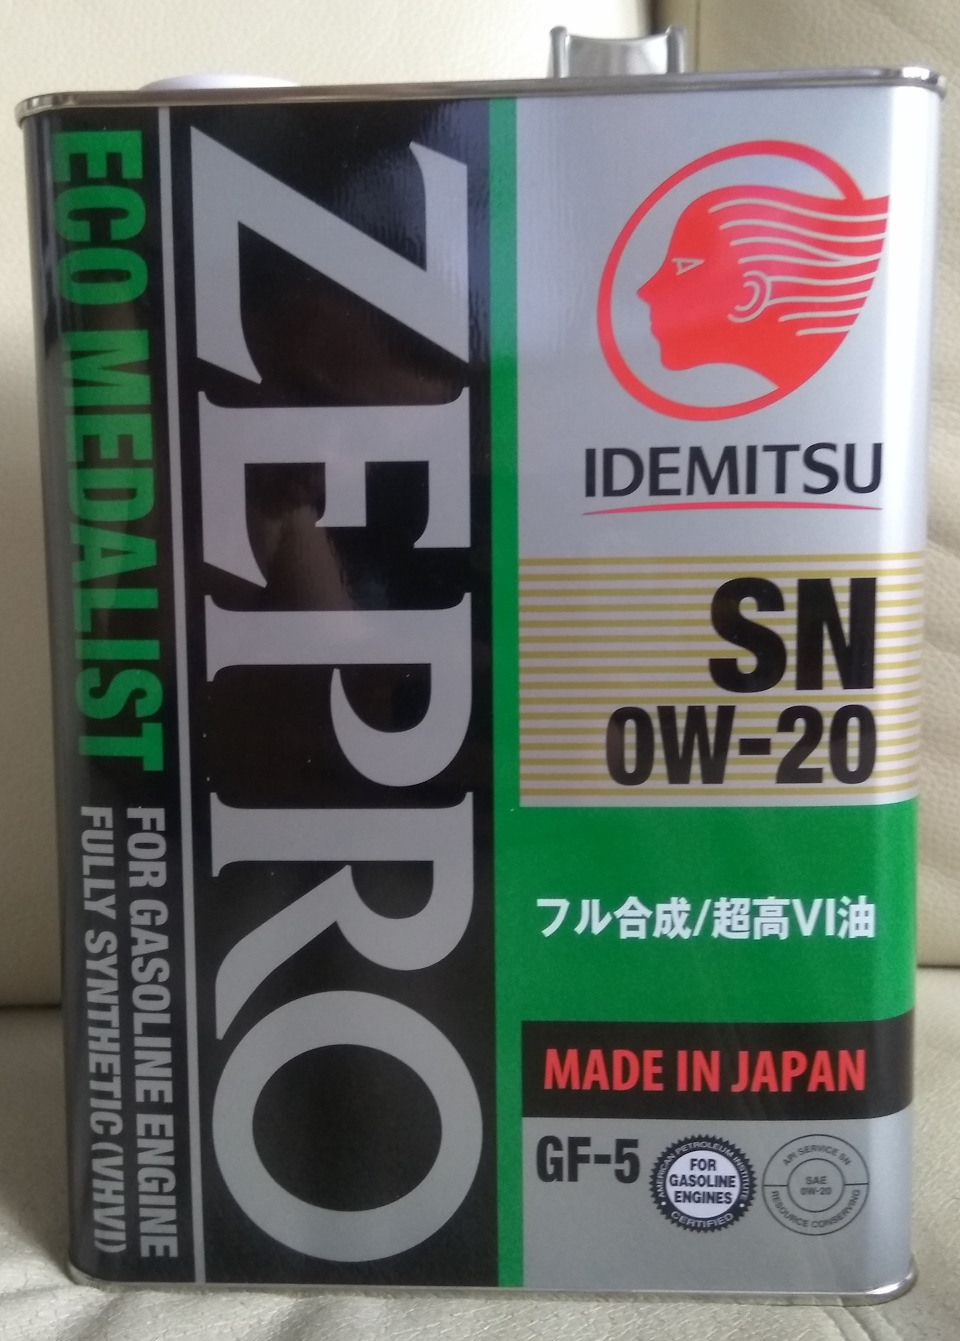 ECO MEDALIST
FOR GASOLINE ENGINE
FULLY SYNTHETIC (VHVI)
ZEPRO
IDEMITSU
SN
0W-20
フル合成/超高VI油
MADE IN JAPAN
GF-5
AMERICAN PETROLEUM INSTITUTE
FOR
GASOLINE
ENGINES
CERTIFIED
API SERVICE SN
SAE
0W-20
RESOURCE CONSERVING